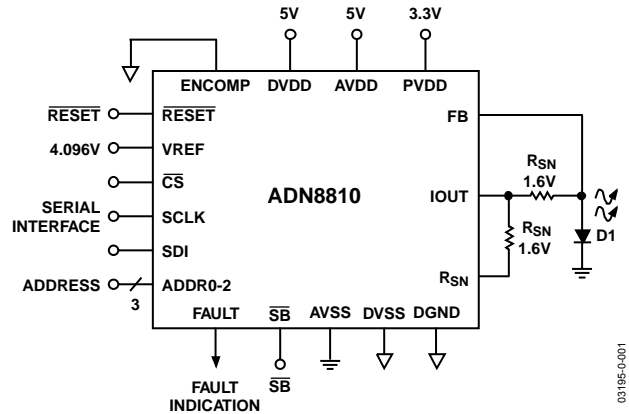 5V 5V 3.3V
ENCOMP DVDD AVDD PVDD
RESET RESET
FB
4.096V VREF
CS
ADN8810
IOUT
RSN
1.6V
SERIAL
INTERFACE
SCLK
RSN
1.6V
D1
SDI
ADDRESS
3
ADDR0-2
RSN
FAULT SB AVSS DVSS DGND
FAULT
INDICATION
SB
03195-0-001